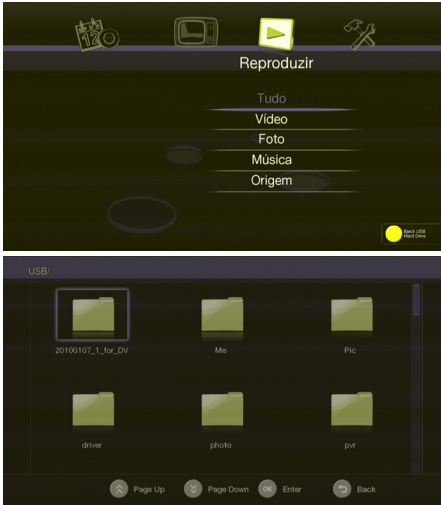 12
Reproduzir
Tudo
Vídeo
Foto
Música
Origem
Eject USB
Hard Drive
USB/
20100107_1_for_DV
Me
Pic
driver
photo
pvr
Page Up
Page Down
OK
Enter
Back